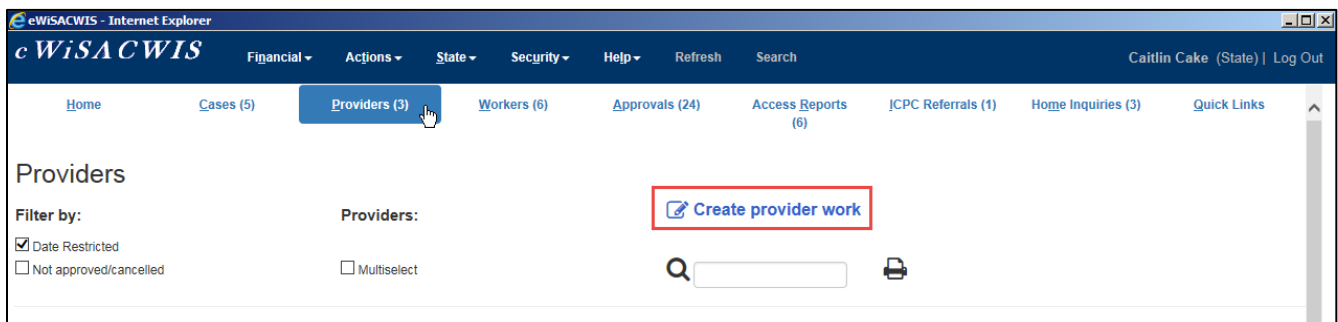 eWiSACWIS - Internet Explorer
eWiSACWIS Financial Actions State Security Help Refresh Search Caitlin Cake (State) | Log Out
Home Cases (5) Providers (3) Workers (6) Approvals (24) Access Reports (6) ICPC Referrals (1) Home Inquiries (3) Quick Links
Providers
Create provider work
Filter by: Providers:
Date Restricted
Not approved/cancelled Multiselect